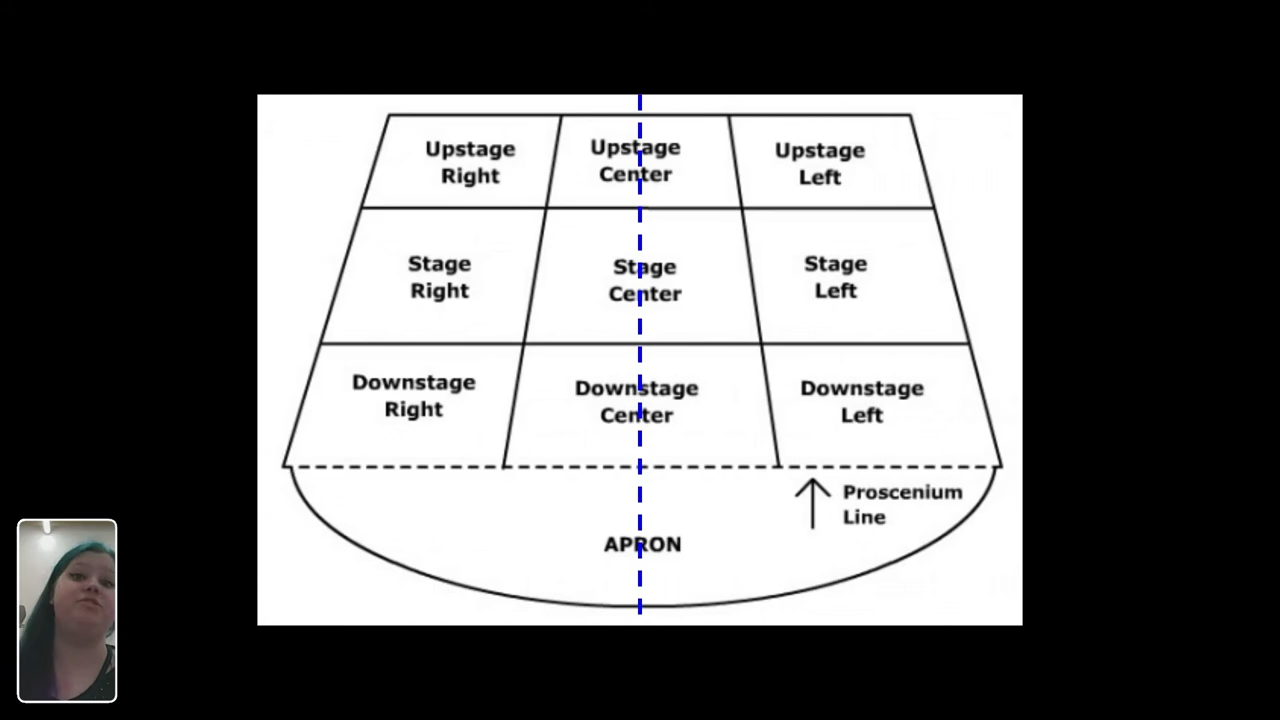 Upstage Right
Upstage Center
Upstage Left
Stage Right
Stage Center
Stage Left
Downstage Right
Downstage Center
Downstage Left
Proscenium Line
APRON